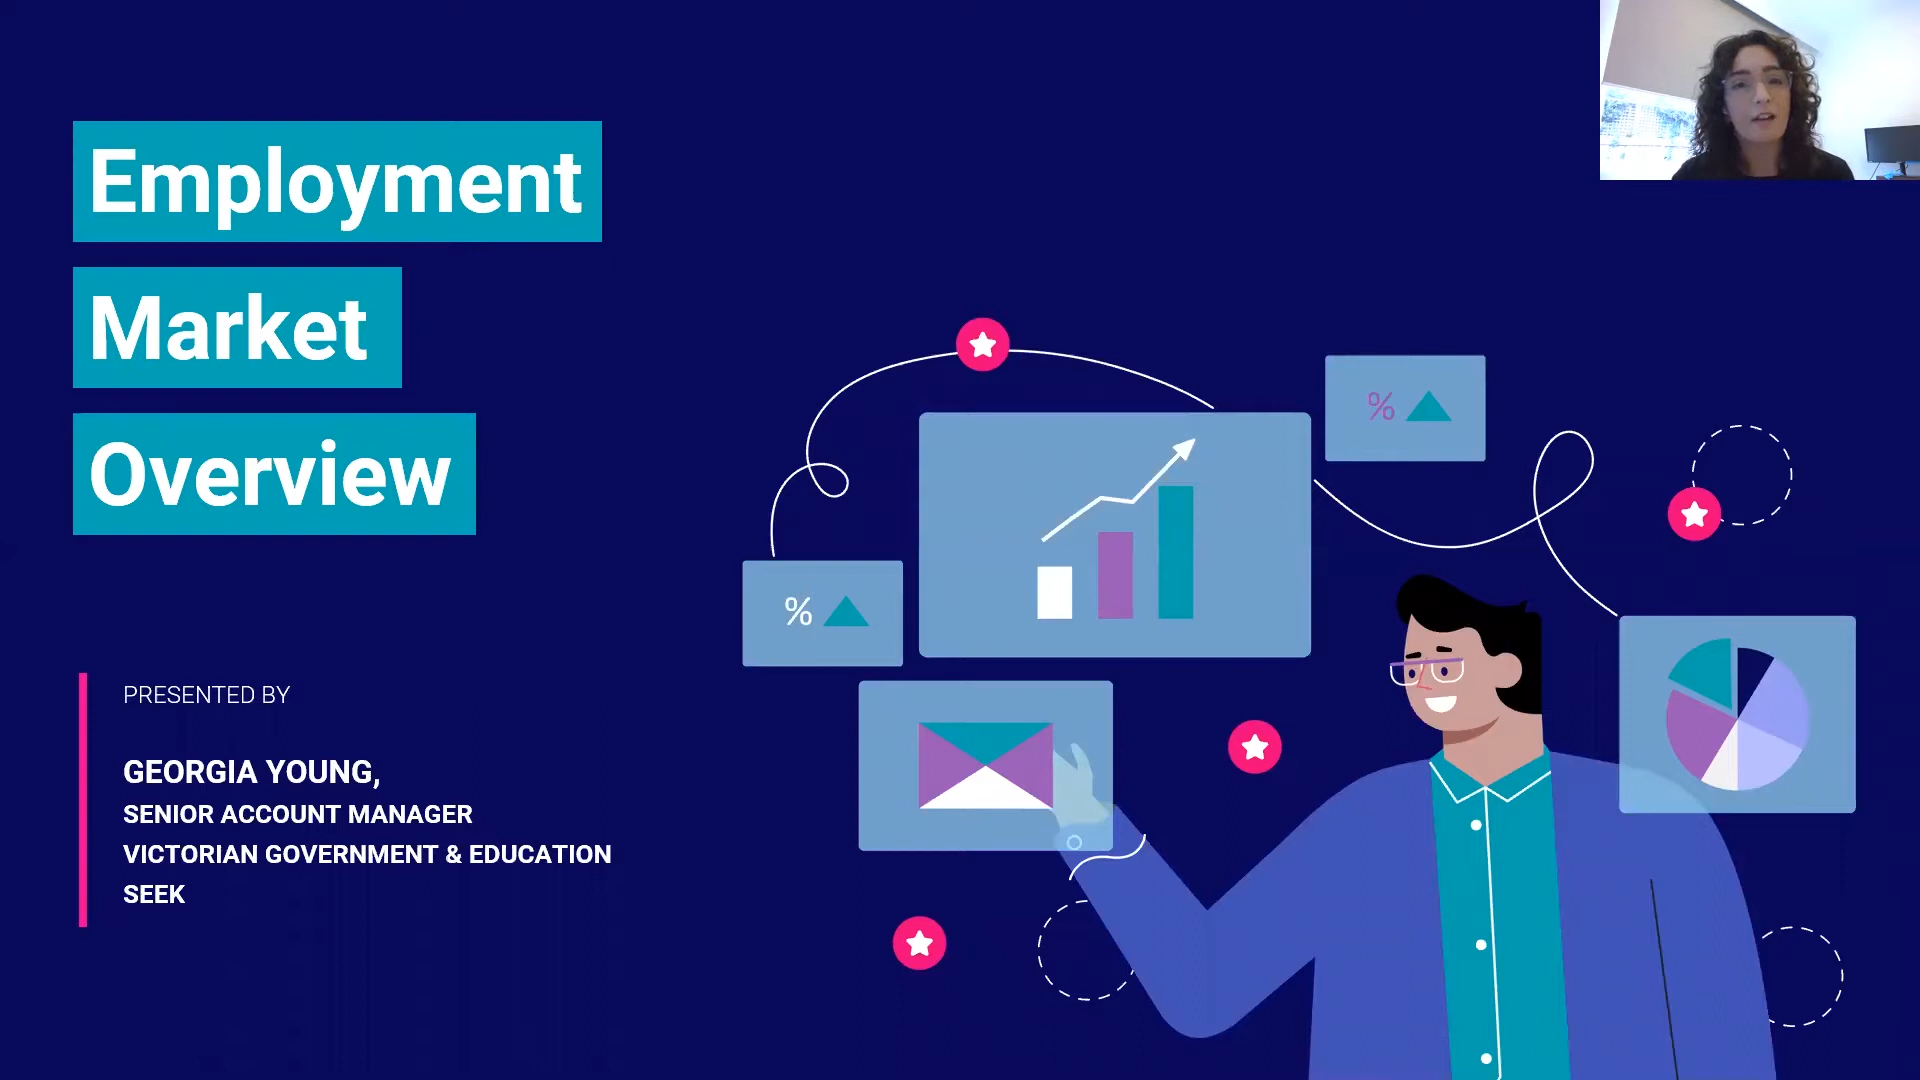 Employment
Market
Overview
%
%
PRESENTED BY
GEORGIA YOUNG,
SENIOR ACCOUNT MANAGER
VICTORIAN GOVERNMENT & EDUCATION
SEEK